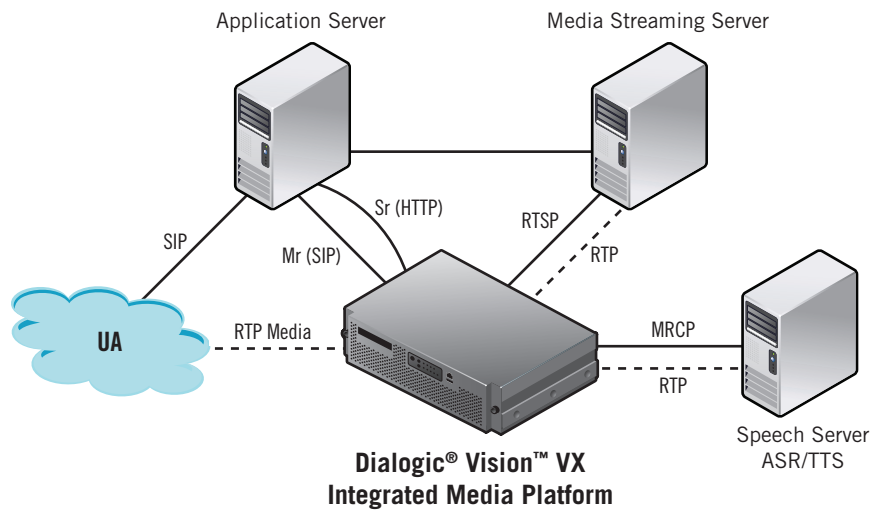 Application Server
Media Streaming Server
Sr (HTTP)
SIP
Mr (SIP)
RTSP
RTP
UA
RTP Media
MRCP
RTP
Speech Server
ASR/TTS
Dialogic® Vision™ VX
Integrated Media Platform